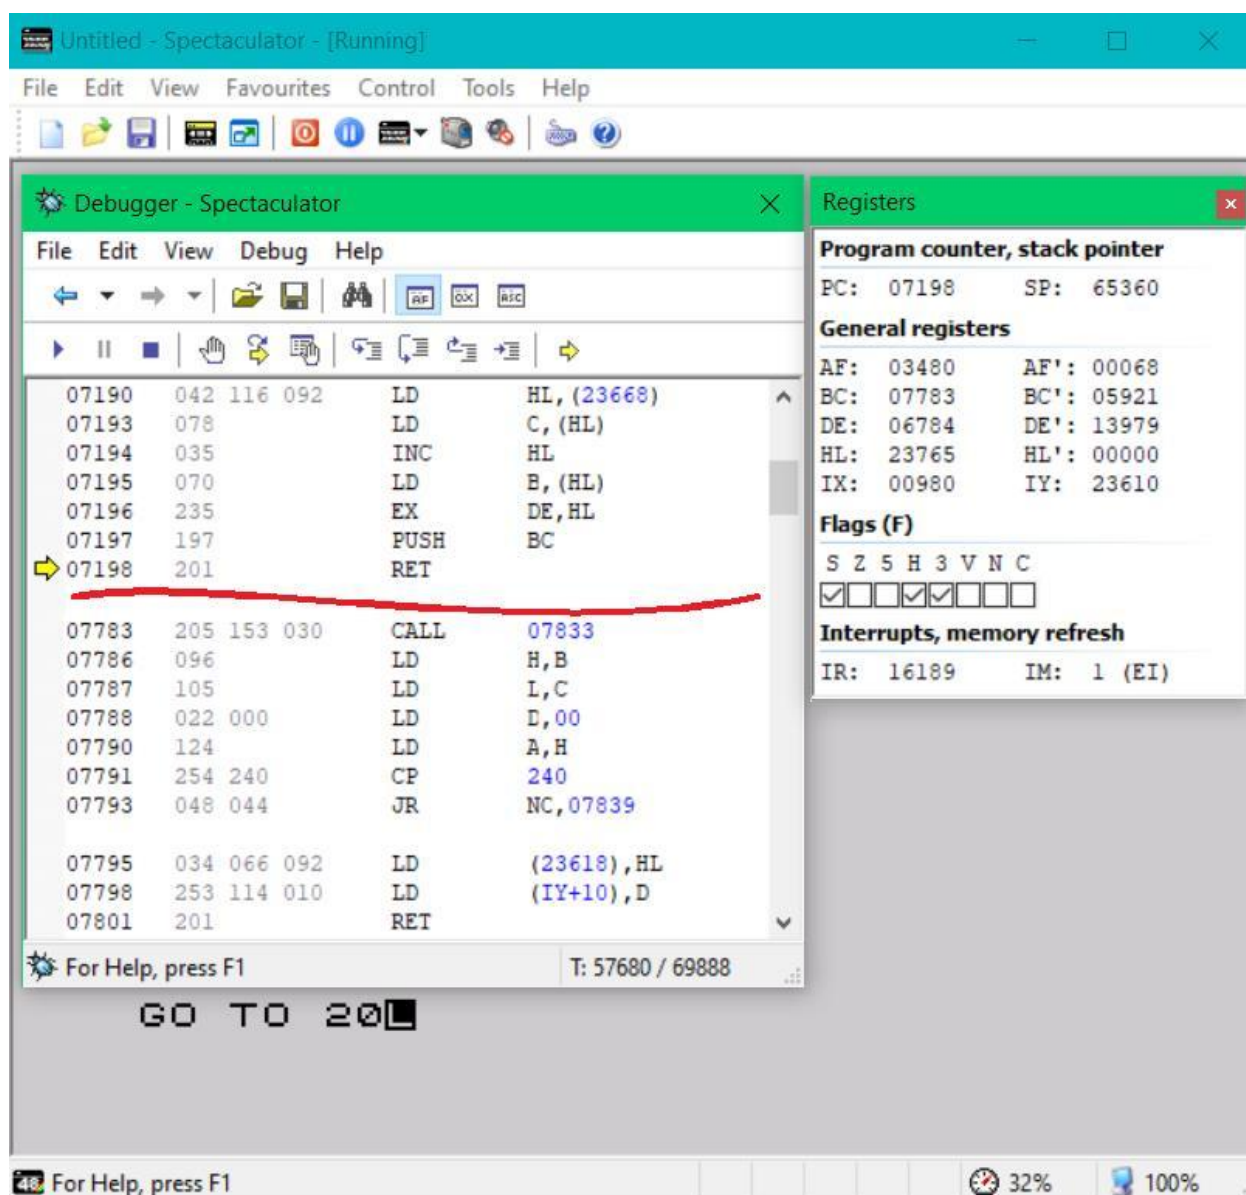 Untitled - Spectaculator - [Running]
File Edit View Favourites Control Tools Help
Debugger - Spectaculator
File Edit View Debug Help
AF 0X ASC
07190 042 116 092 LD HL,(23668)
07193 078 LD C,(HL)
07194 035 INC HL
07195 070 LD B,(HL)
07196 235 EX DE,HL
07197 197 PUSH BC
07198 201 RET
07783 205 153 030 CALL 07833
07786 096 LD H,B
07787 105 LD L,C
07788 022 000 LD D,00
07790 124 LD A,H
07791 254 240 CP 240
07793 048 044 JR NC,07839
07795 034 066 092 LD (23618),HL
07798 253 114 010 LD (IY+10),D
07801 201 RET
For Help, press F1 T: 57680 / 69888
Registers
Program counter, stack pointer
PC: 07198 SP: 65360
General registers
AF: 03480 AF': 00068
BC: 07783 BC': 05921
DE: 06784 DE': 13979
HL: 23765 HL': 00000
IX: 00980 IY: 23610
Flags (F)
S Z 5 H 3 V N C
Interrupts, memory refresh
IR: 16189 IM: 1 (EI)
GO TO 20L
48 For Help, press F1 32% 100%